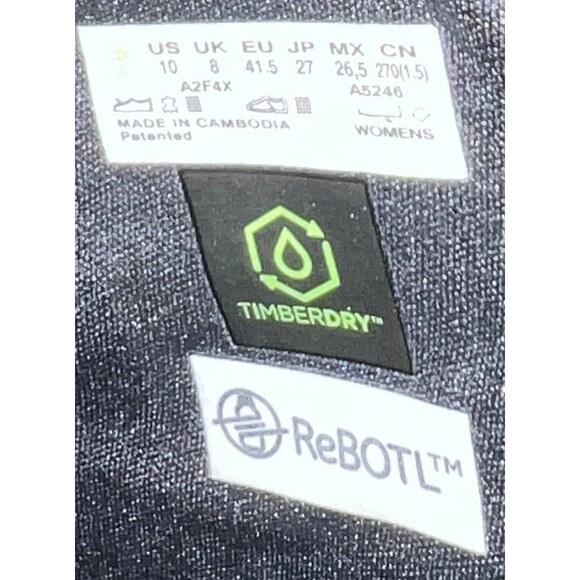 US UK EU JP MX CN
10 8 41.5 27 26,5 270(1.5)
A2F4X A5246
MADE IN CAMBODIA
Patented
WOMENS
TIMBERDRY™
ReBOTL™